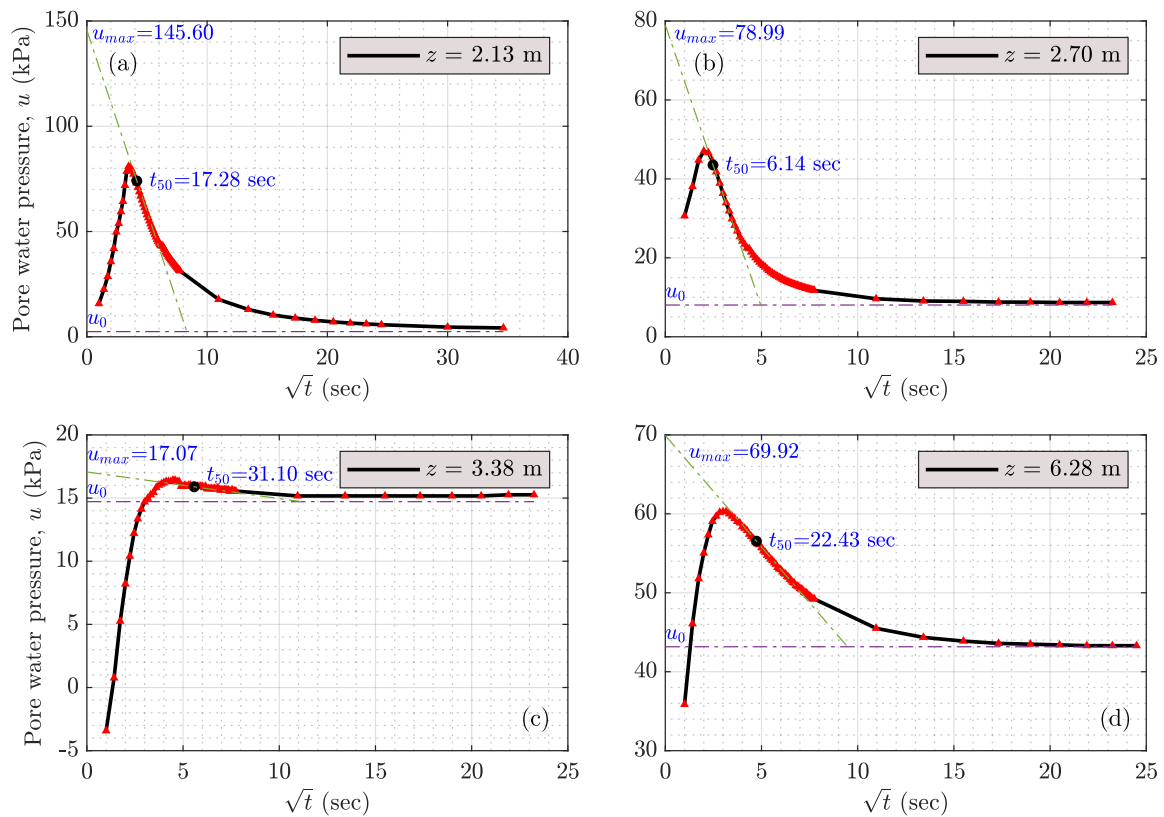 150
100
50
0
Pore water pressure, u (kPa)
u_max=145.60
(a)
z = 2.13 m
t_50=17.28 sec
u_0
0 10 20 30 40
√t (sec)
80
60
40
20
0
u_max=78.99
(b)
z = 2.70 m
t_50=6.14 sec
u_0
0 5 10 15 20 25
√t (sec)
20
15
10
5
0
-5
Pore water pressure, u (kPa)
u_max=17.07
z = 3.38 m
t_50=31.10 sec
u_0
(c)
0 5 10 15 20 25
√t (sec)
70
60
50
40
30
u_max=69.92
z = 6.28 m
t_50=22.43 sec
u_0
(d)
0 5 10 15 20 25
√t (sec)